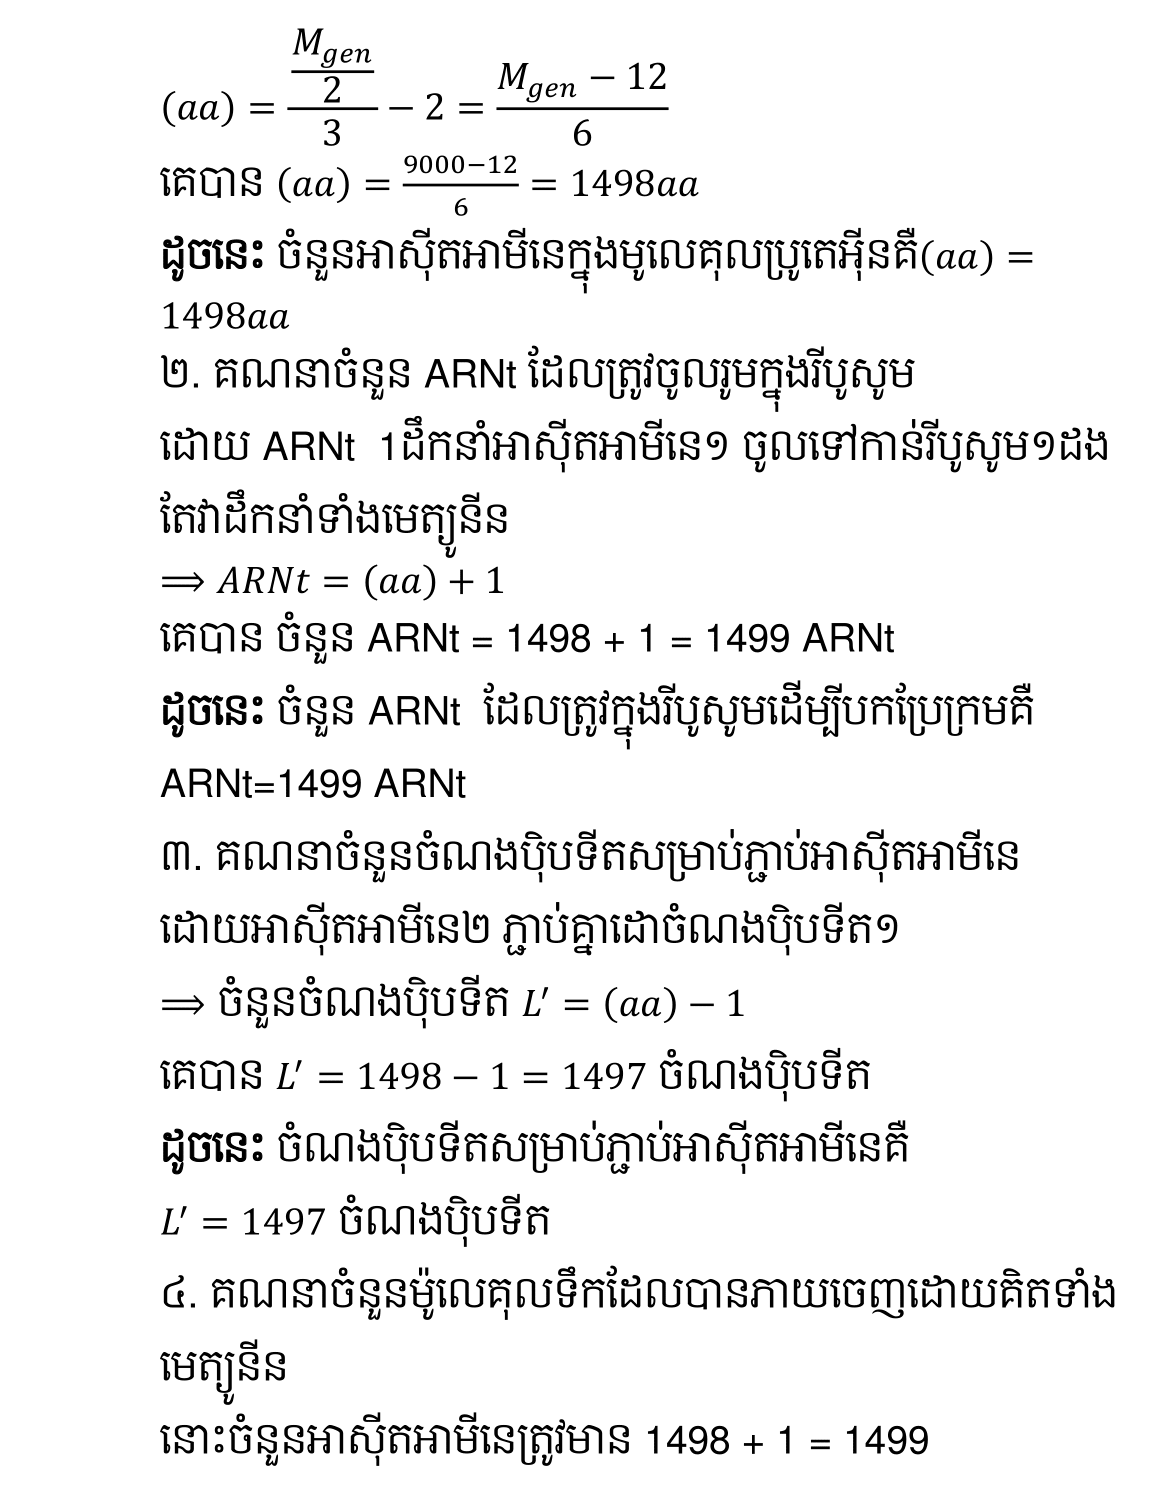 (aa) = \frac{\frac{M_{gen}}{2}}{3} − 2 = \frac{M_{gen} − 12}{6}
គេបាន (aa) = \frac{9000−12}{6} = 1498aa
ដូចនេះ ចំនួនអាស៊ីតអាមីនេក្នុងមូលេគុលប្រូតេអ៊ីនគឺ(aa) =
1498aa
២. គណនាចំនួន ARNt ដែលត្រូវចូលរួមក្នុងរីបូសូម
ដោយ ARNt 1ដឹកនាំអាស៊ីតអាមីនេ១ ចូលទៅកាន់រីបូសូម១ដង
តែវាដឹកនាំទាំងមេត្យូនីន
⟹ ARNt = (aa) + 1
គេបាន ចំនួន ARNt = 1498 + 1 = 1499 ARNt
ដូចនេះ ចំនួន ARNt ដែលត្រូវក្នុងរីបូសូមដើម្បីបកប្រែក្រមគឺ
ARNt=1499 ARNt
៣. គណនាចំនួនចំណងប៉ិបទីតសម្រាប់ភ្ជាប់អាស៊ីតអាមីនេ
ដោយអាស៊ីតអាមីនេ២ ភ្ជាប់គ្នាដោចំណងប៉ិបទីត១
⟹ ចំនួនចំណងប៉ិបទីត L′ = (aa) − 1
គេបាន L′ = 1498 − 1 = 1497 ចំណងប៉ិបទីត
ដូចនេះ ចំណងប៉ិបទីតសម្រាប់ភ្ជាប់អាស៊ីតអាមីនេគឺ
L′ = 1497 ចំណងប៉ិបទីត
៤. គណនាចំនួនម៉ូលេគុលទឹកដែលបានភាយចេញដោយគិតទាំង
មេត្យូនីន
នោះចំនួនអាស៊ីតអាមីនេត្រូវមាន 1498 + 1 = 1499